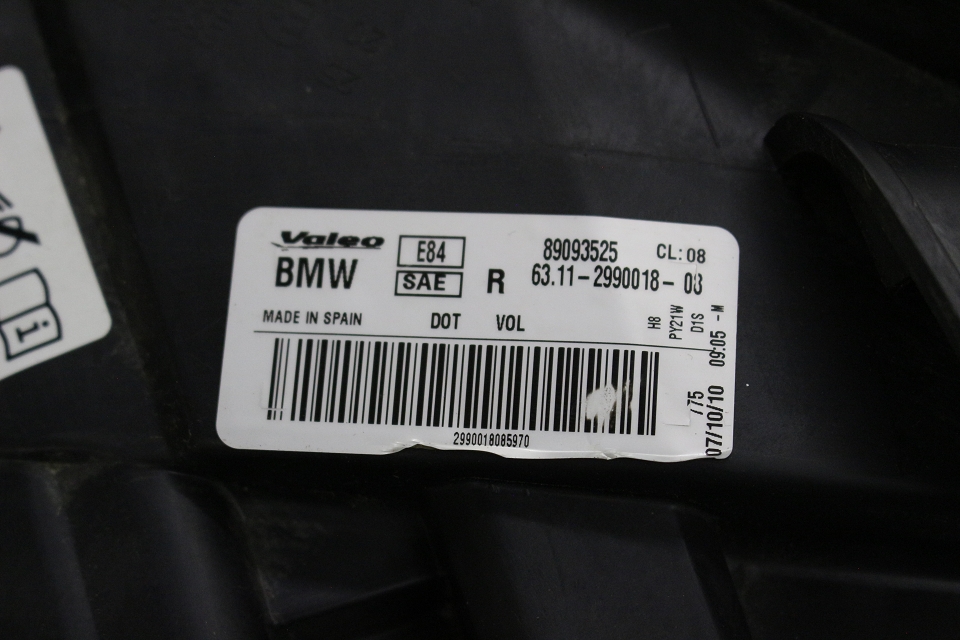 Valeo E84 89093525 CL:08
BMW SAE R 63.11-2990018-08
MADE IN SPAIN DOT VOL
H8
PY21W
D1S
2990018085970
775
07/10/10 09:05 -M